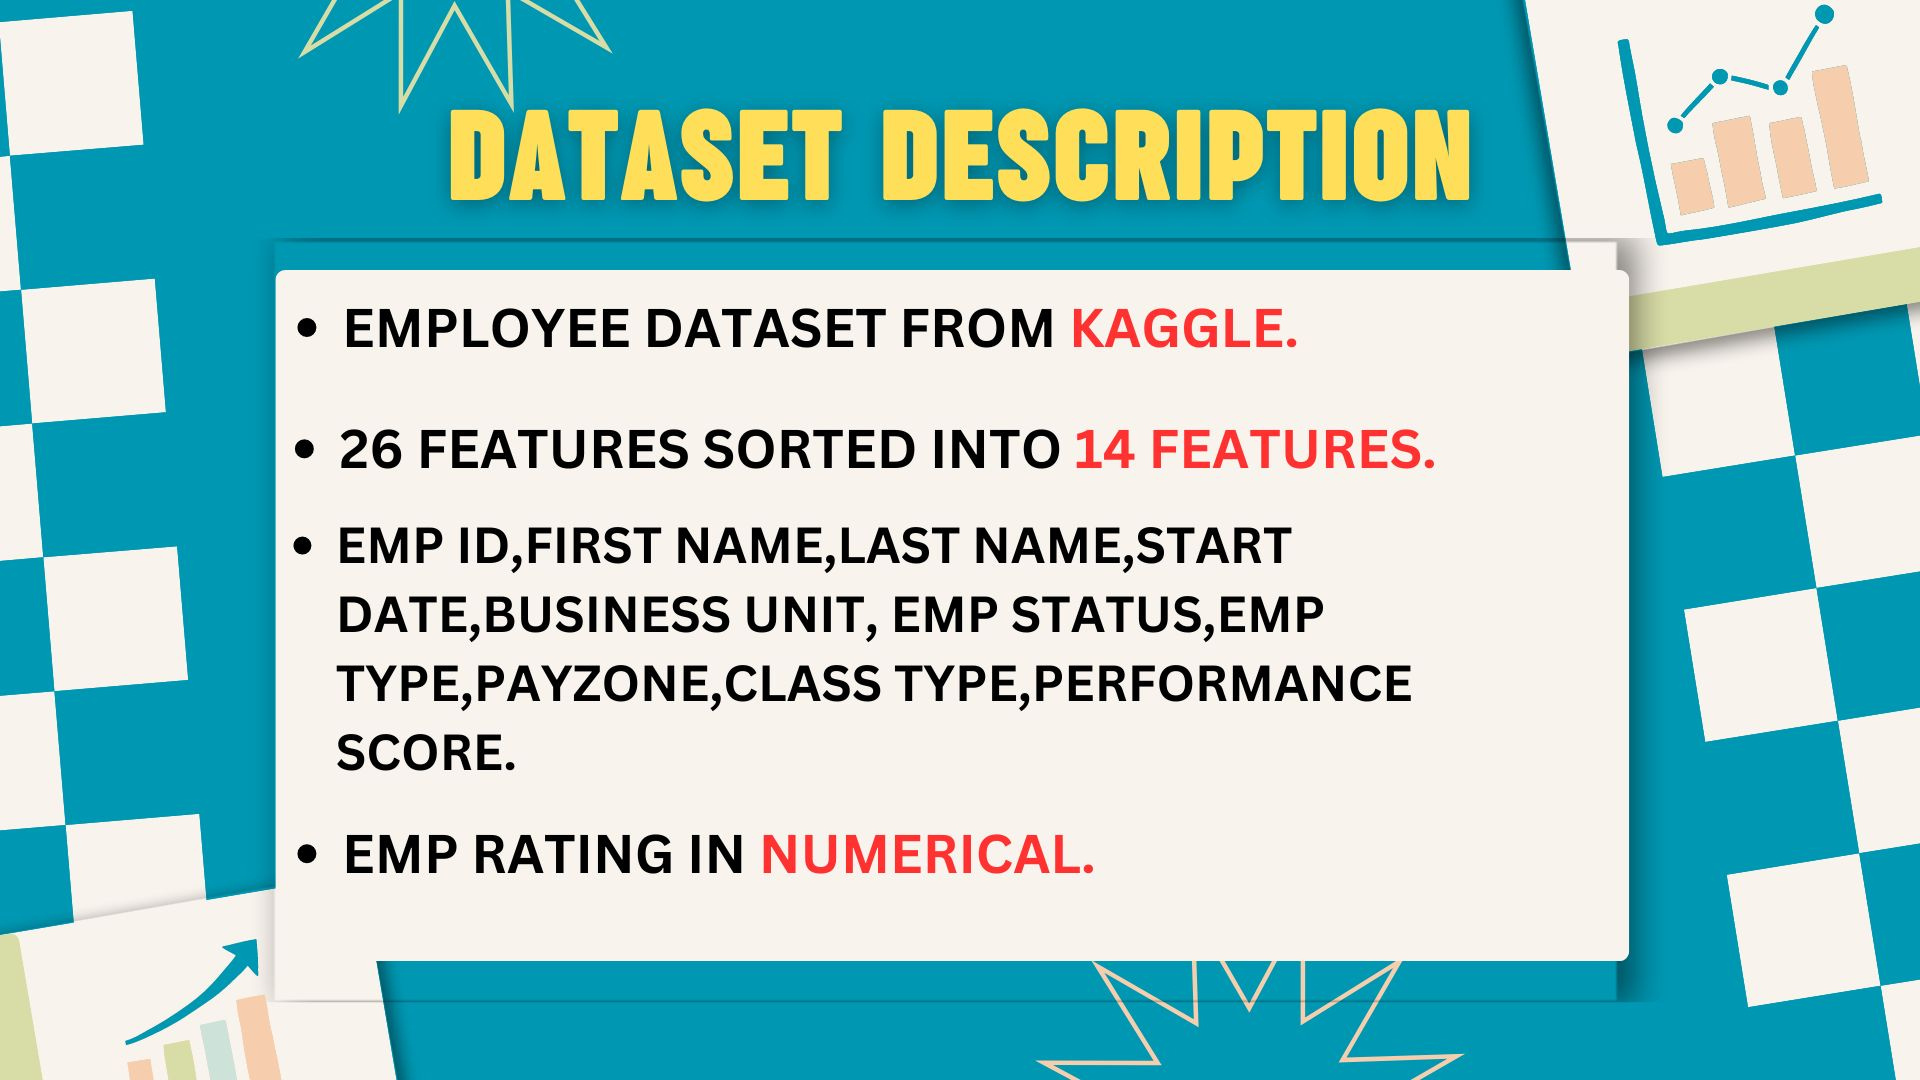 DATASET DESCRIPTION
• EMPLOYEE DATASET FROM KAGGLE.
• 26 FEATURES SORTED INTO 14 FEATURES.
• EMP ID,FIRST NAME,LAST NAME,START
DATE,BUSINESS UNIT, EMP STATUS,EMP
TYPE,PAYZONE,CLASS TYPE,PERFORMANCE
SCORE.
• EMP RATING IN NUMERICAL.